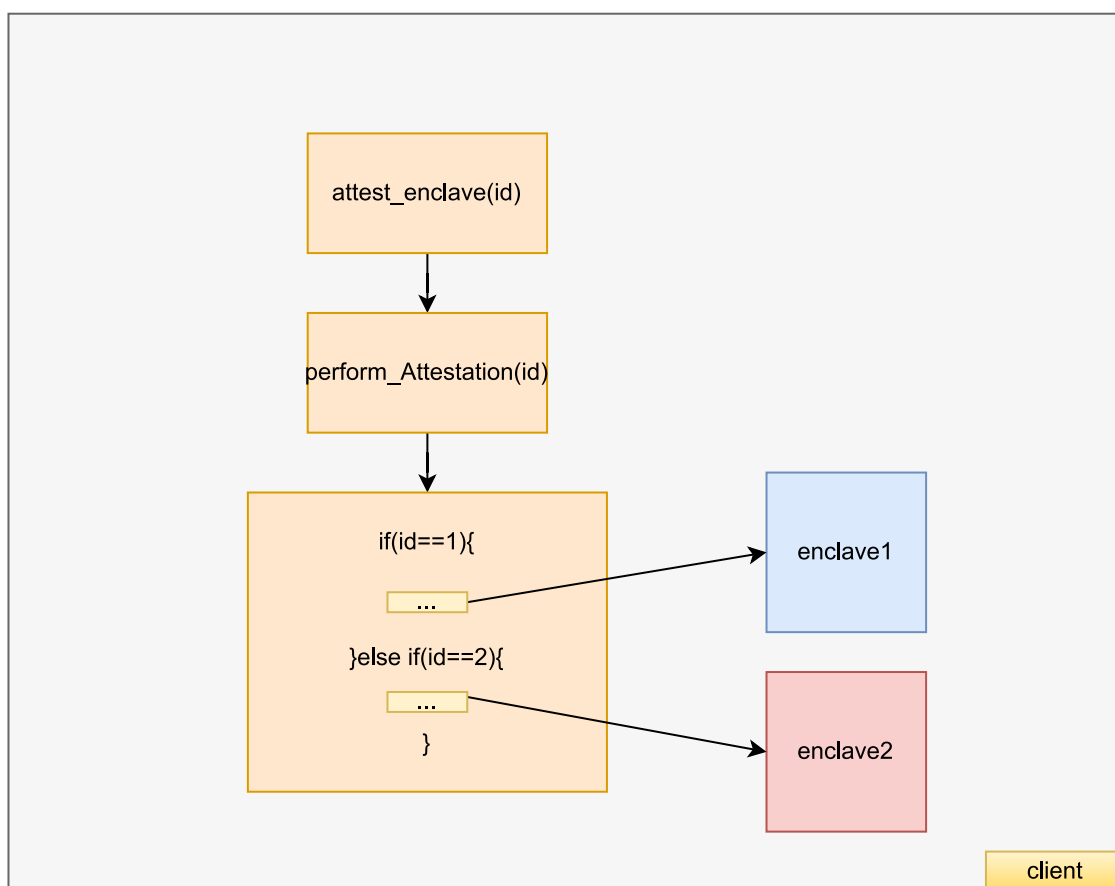 attest_enclave(id)
perform_Attestation(id)
if(id==1){
...
}else if(id==2){
...
}
enclave1
enclave2
client